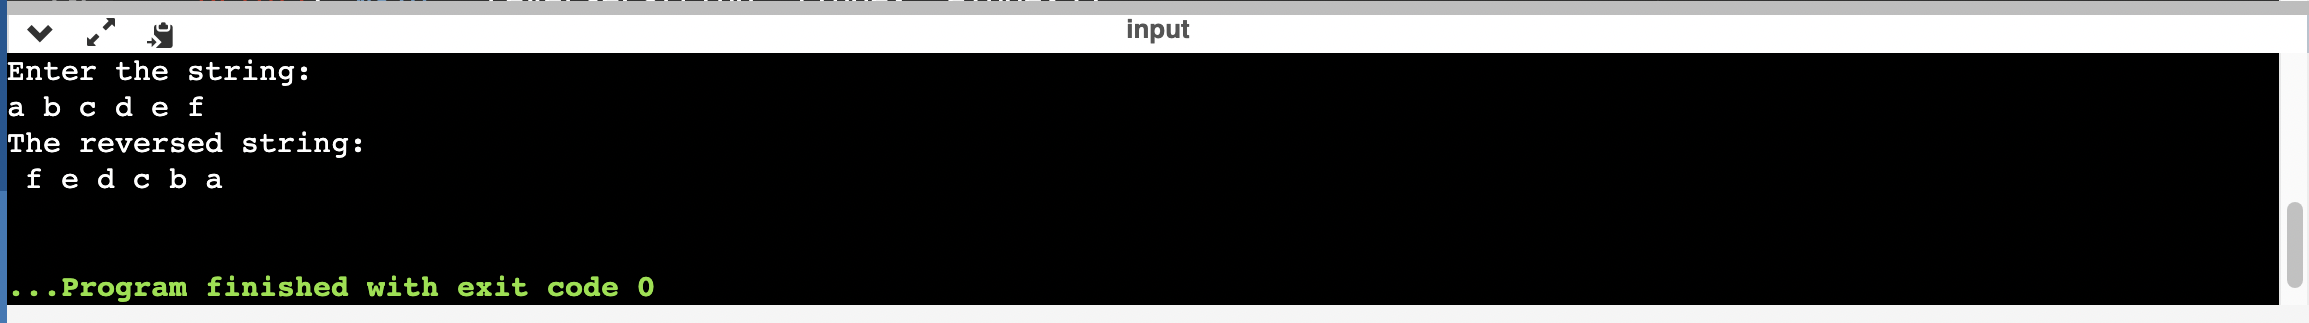 input
Enter the string:
a b c d e f
The reversed string:
 f e d c b a
...Program finished with exit code 0